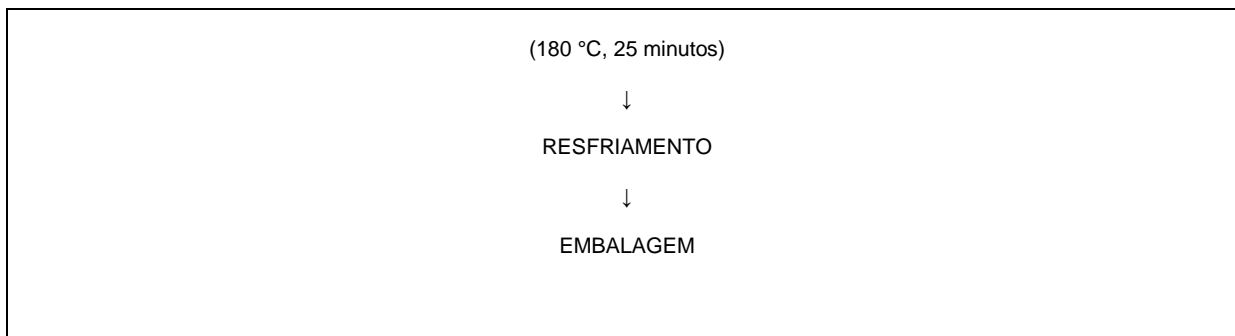 (180 °C, 25 minutos)
↓
RESFRIAMENTO
↓
EMBALAGEM